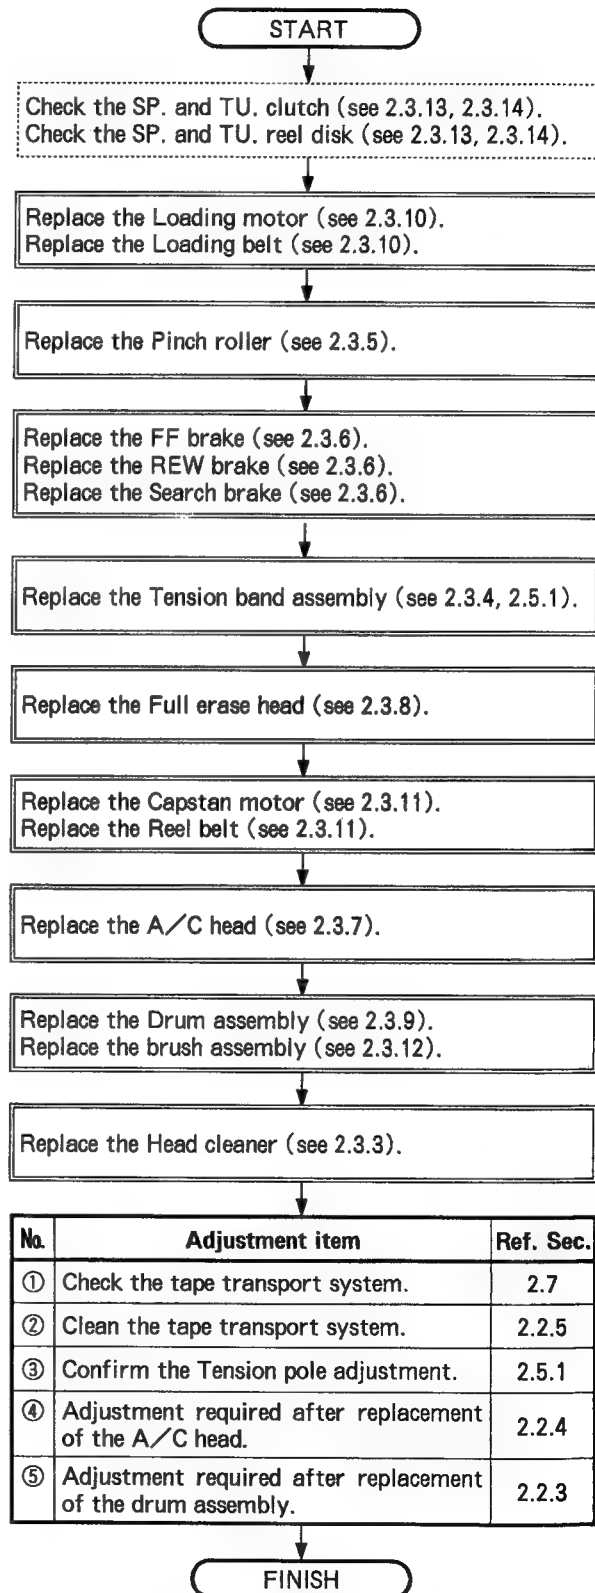 START
Check the SP. and TU. clutch (see 2.3.13, 2.3.14).
Check the SP. and TU. reel disk (see 2.3.13, 2.3.14).
Replace the Loading motor (see 2.3.10).
Replace the Loading belt (see 2.3.10).
Replace the Pinch roller (see 2.3.5).
Replace the FF brake (see 2.3.6).
Replace the REW brake (see 2.3.6).
Replace the Search brake (see 2.3.6).
Replace the Tension band assembly (see 2.3.4, 2.5.1).
Replace the Full erase head (see 2.3.8).
Replace the Capstan motor (see 2.3.11).
Replace the Reel belt (see 2.3.11).
Replace the A/C head (see 2.3.7).
Replace the Drum assembly (see 2.3.9).
Replace the brush assembly (see 2.3.12).
Replace the Head cleaner (see 2.3.3).
No. Adjustment item Ref. Sec.
① Check the tape transport system. 2.7
② Clean the tape transport system. 2.2.5
③ Confirm the Tension pole adjustment. 2.5.1
④ Adjustment required after replacement
of the A/C head. 2.2.4
⑤ Adjustment required after replacement
of the drum assembly. 2.2.3
FINISH